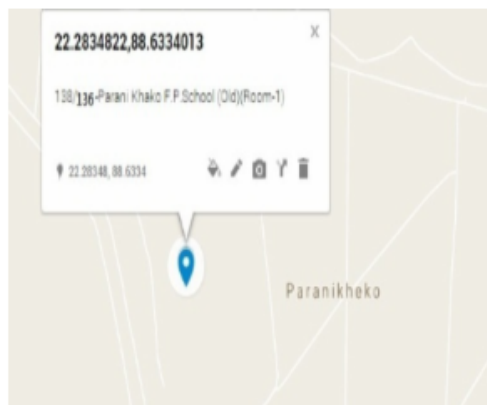 22.2834822,88.6334013
X
138/136-Parani Khako F.P.School (Old)(Room-1)
22.28348, 88.6334
Paranikheko